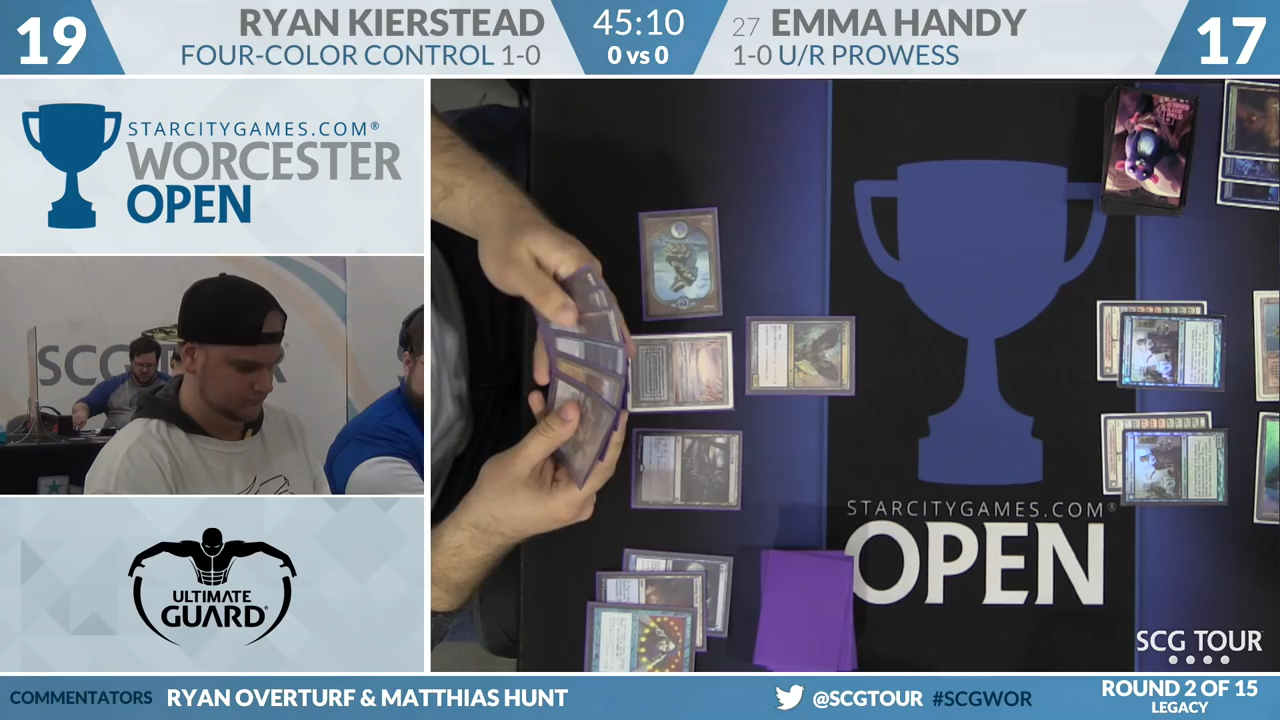 19
RYAN KIERSTEAD
FOUR-COLOR CONTROL 1-0
45:10
0 vs 0
27 EMMA HANDY
1-0 U/R PROWESS
17
STARCITYGAMES.COM®
WORCESTER
OPEN
SCG
ULTIMATE
GUARD
STARCITYGAMES.COM®
OPEN
SCG TOUR
COMMENTATORS RYAN OVERTURF & MATTHIAS HUNT
@SCGTOUR #SCGWOR
ROUND 2 OF 15
LEGACY